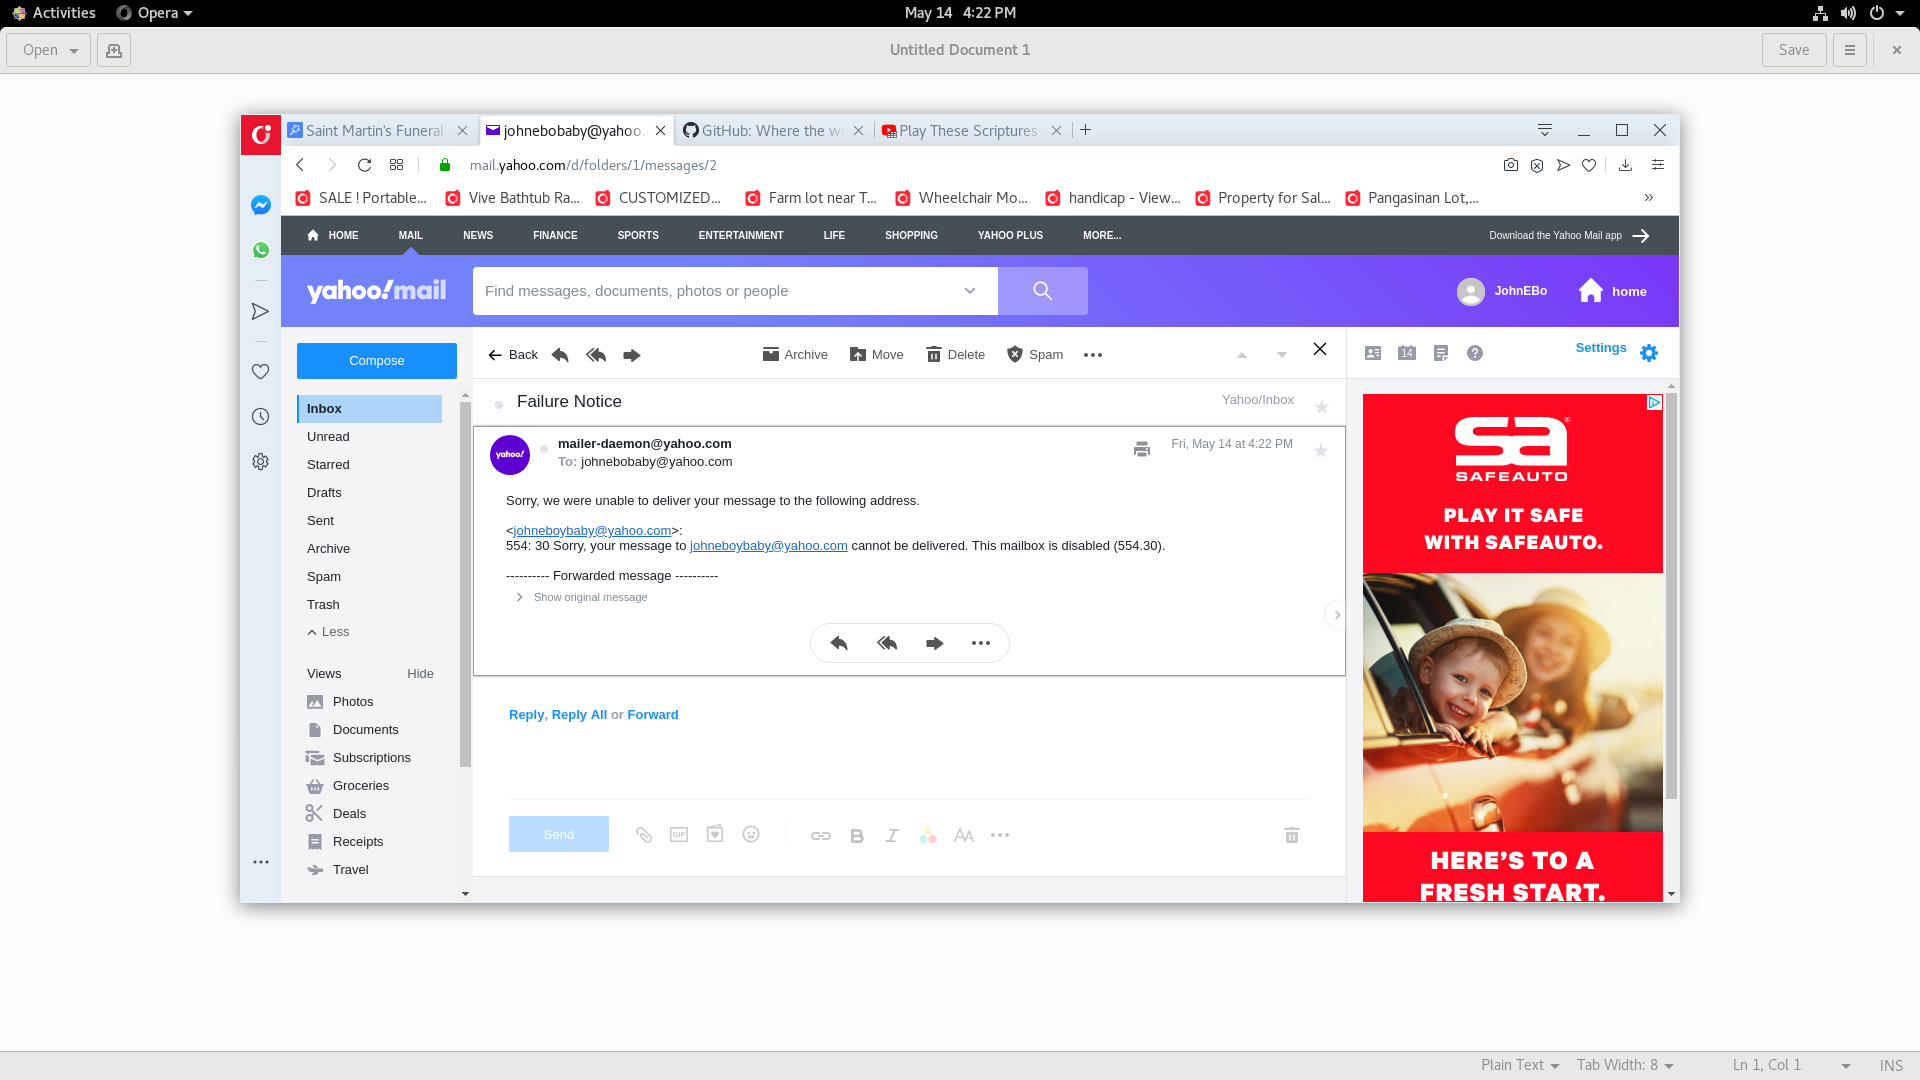 Activities
Opera
May 14 4:22 PM
Open
Untitled Document 1
Save
Saint Martin's Funeral
johnebobaby@yahoo.
GitHub: Where the wo
Play These Scriptures
mail.yahoo.com/d/folders/1/messages/2
SALE ! Portable...
Vive Bathtub Ra...
CUSTOMIZED...
Farm lot near T...
Wheelchair Mo...
handicap - View...
Property for Sal...
Pangasinan Lot,...
HOME
MAIL
NEWS
FINANCE
SPORTS
ENTERTAINMENT
LIFE
SHOPPING
YAHOO PLUS
MORE...
Download the Yahoo Mail app
yahoo!mail
Find messages, documents, photos or people
JohnEBo
home
Compose
Back
Archive
Move
Delete
Spam
14
Settings
Inbox
Unread
Starred
Drafts
Sent
Archive
Spam
Trash
Less
Views
Hide
Photos
Documents
Subscriptions
Groceries
Deals
Receipts
Travel
Failure Notice
Yahoo/Inbox
yahoo!
mailer-daemon@yahoo.com
Fri, May 14 at 4:22 PM
To: johnebobaby@yahoo.com
Sorry, we were unable to deliver your message to the following address.
<johneboybaby@yahoo.com>:
554: 30 Sorry, your message to johneboybaby@yahoo.com cannot be delivered. This mailbox is disabled (554.30).
---------- Forwarded message ----------
Show original message
Reply, Reply All or Forward
Send
GIF
sa
SAFEAUTO
PLAY IT SAFE
WITH SAFEAUTO.
HERE'S TO A
FRESH START.
Plain Text
Tab Width: 8
Ln 1, Col 1
INS